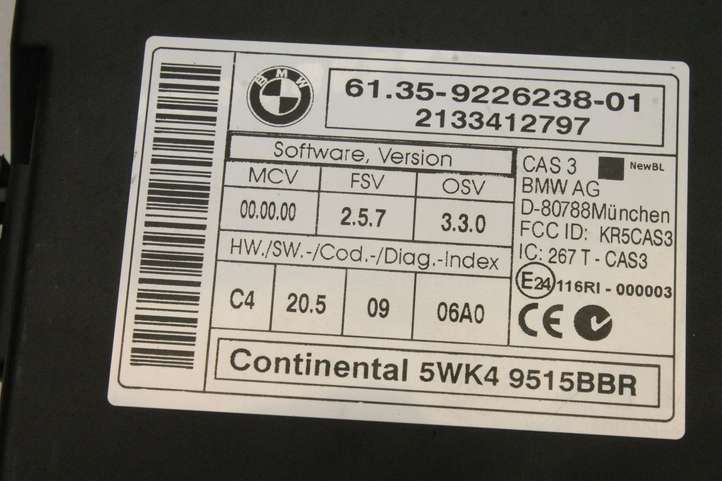 BMW
61.35-9226238-01
2133412797
Software, Version
MCV FSV OSV
00.00.00 2.5.7 3.3.0
HW./SW.-/Cod.-/Diag.-Index
C4 20.5 09 06A0
CAS 3 NewBL
BMW AG
D-80788München
FCC ID: KR5CAS3
IC: 267 T - CAS3
E24 116RI - 000003
CE
Continental 5WK4 9515BBR